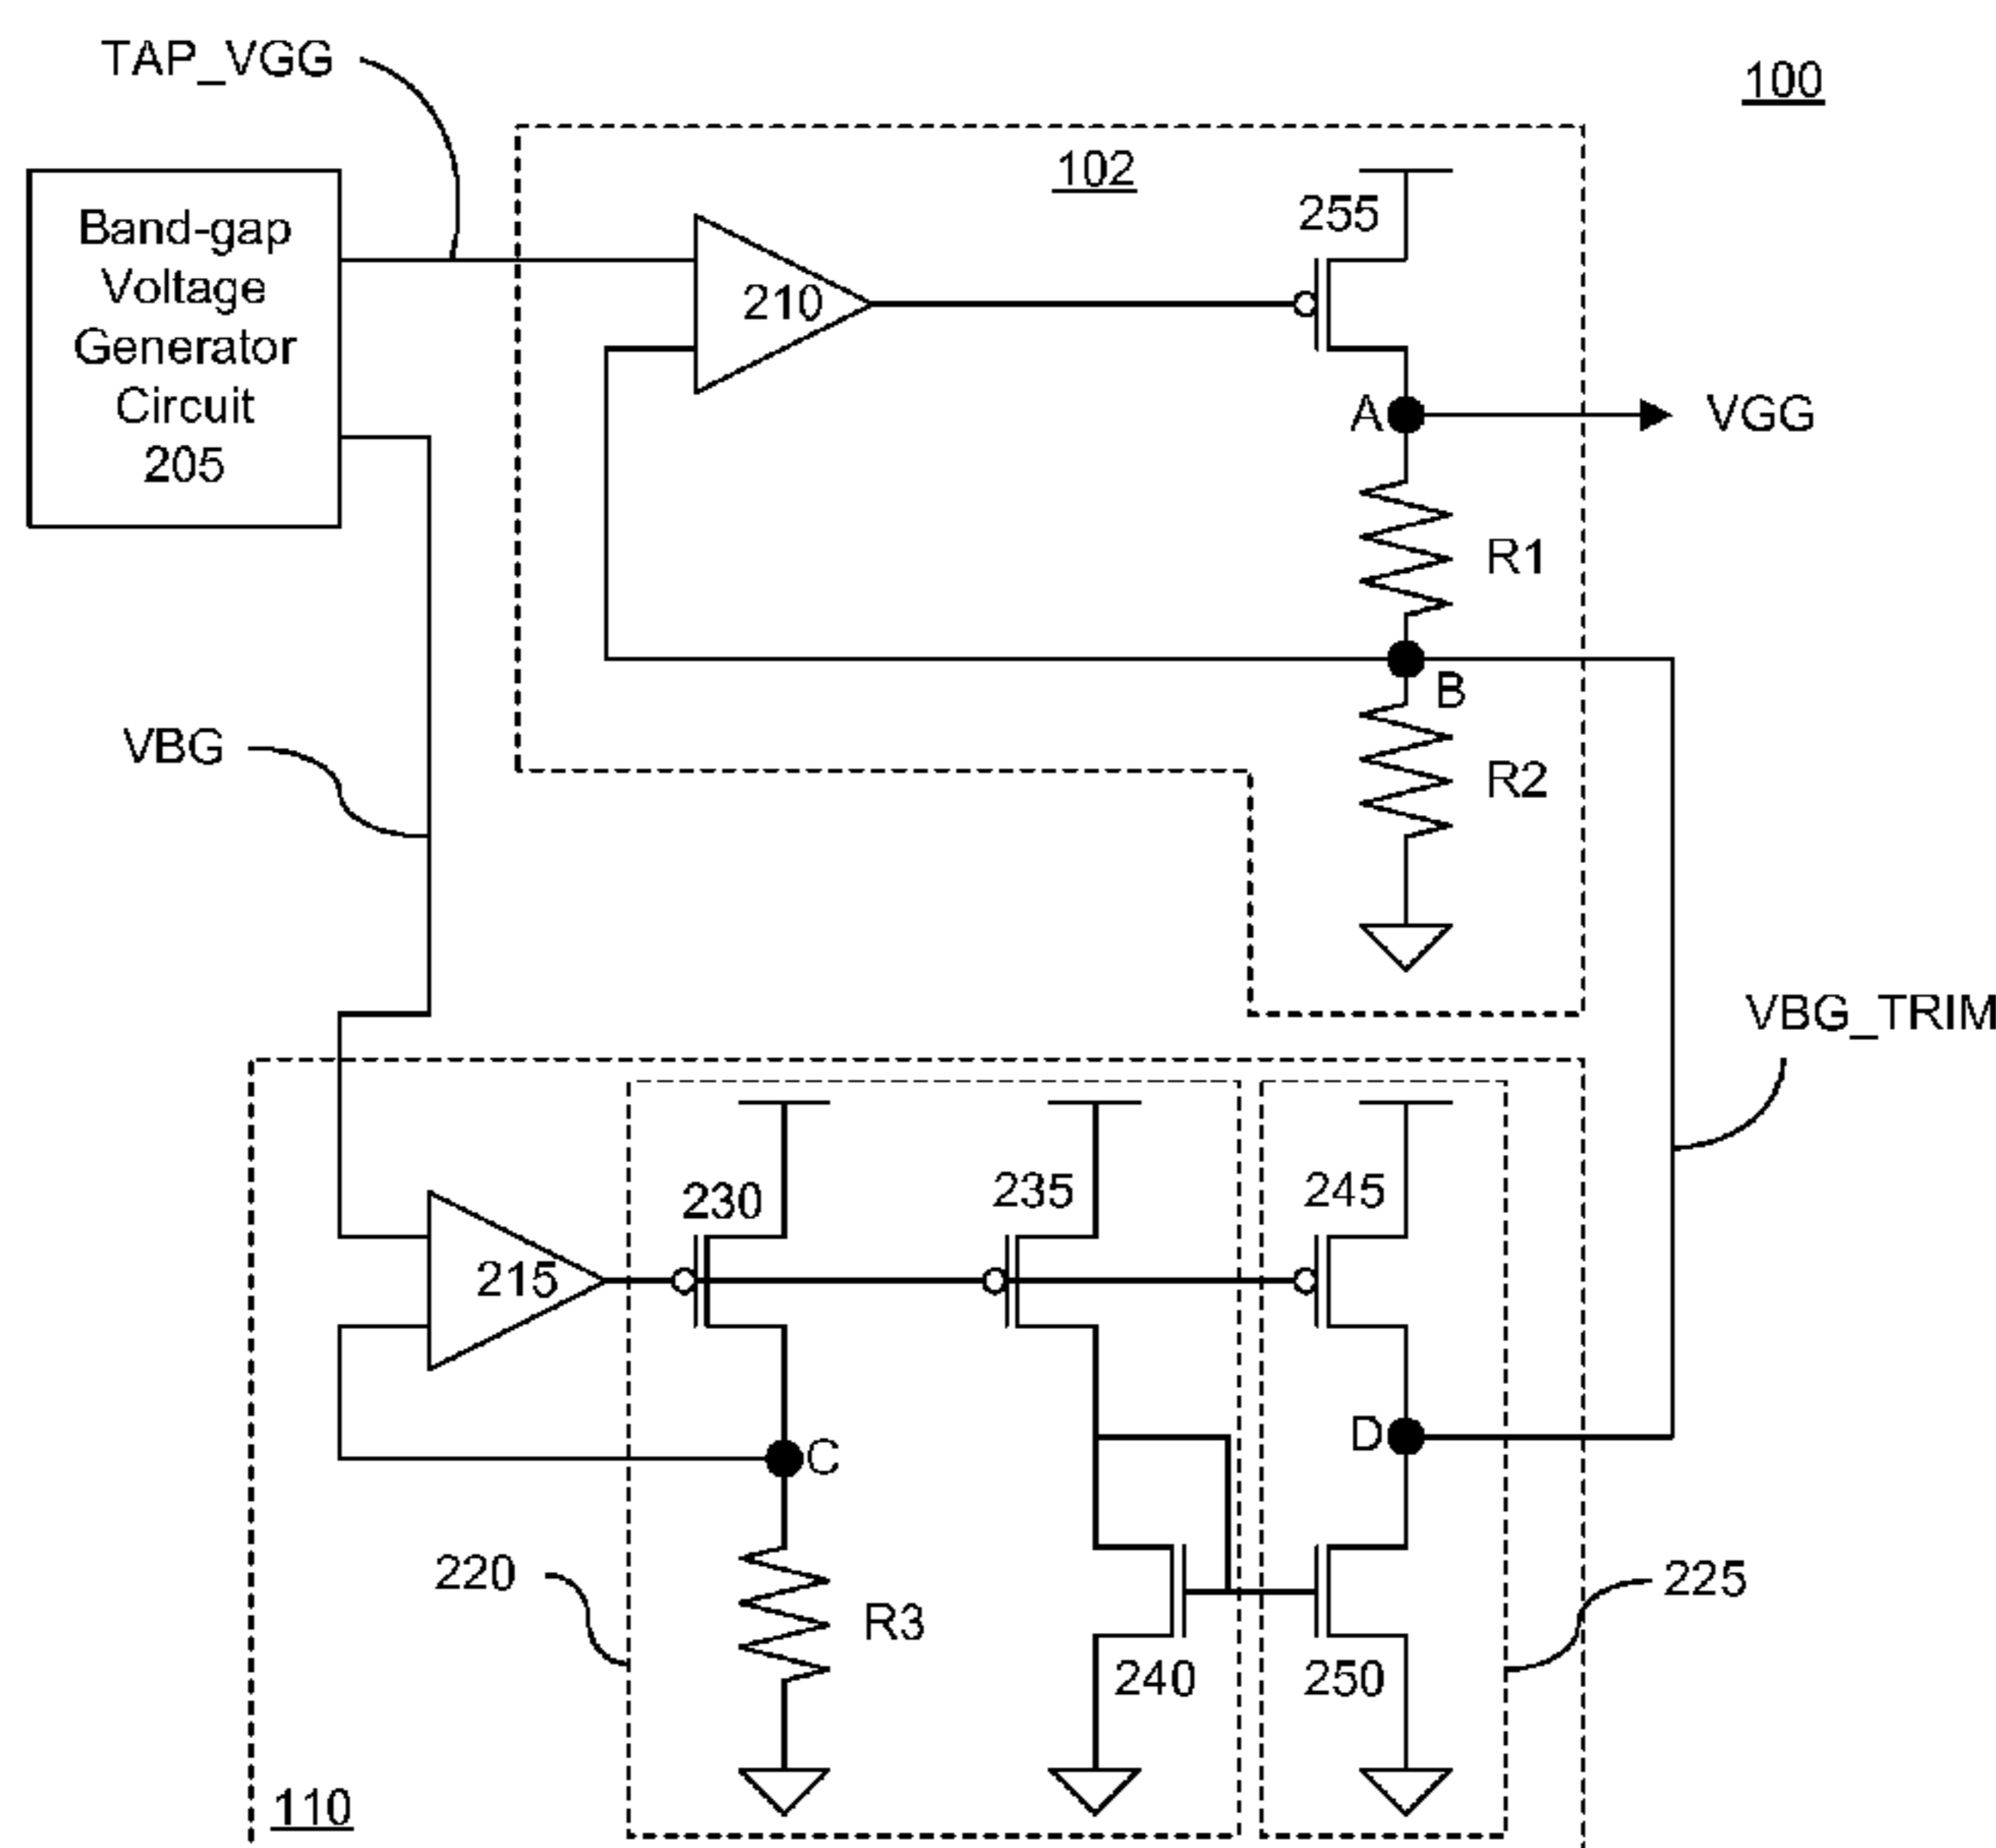 TAP_VGG
100
102
Band-gap
Voltage
Generator
Circuit
205
210
255
A
VGG
R1
B
VBG
R2
VBG_TRIM
230
235
245
215
D
C
220
R3
225
240
250
110